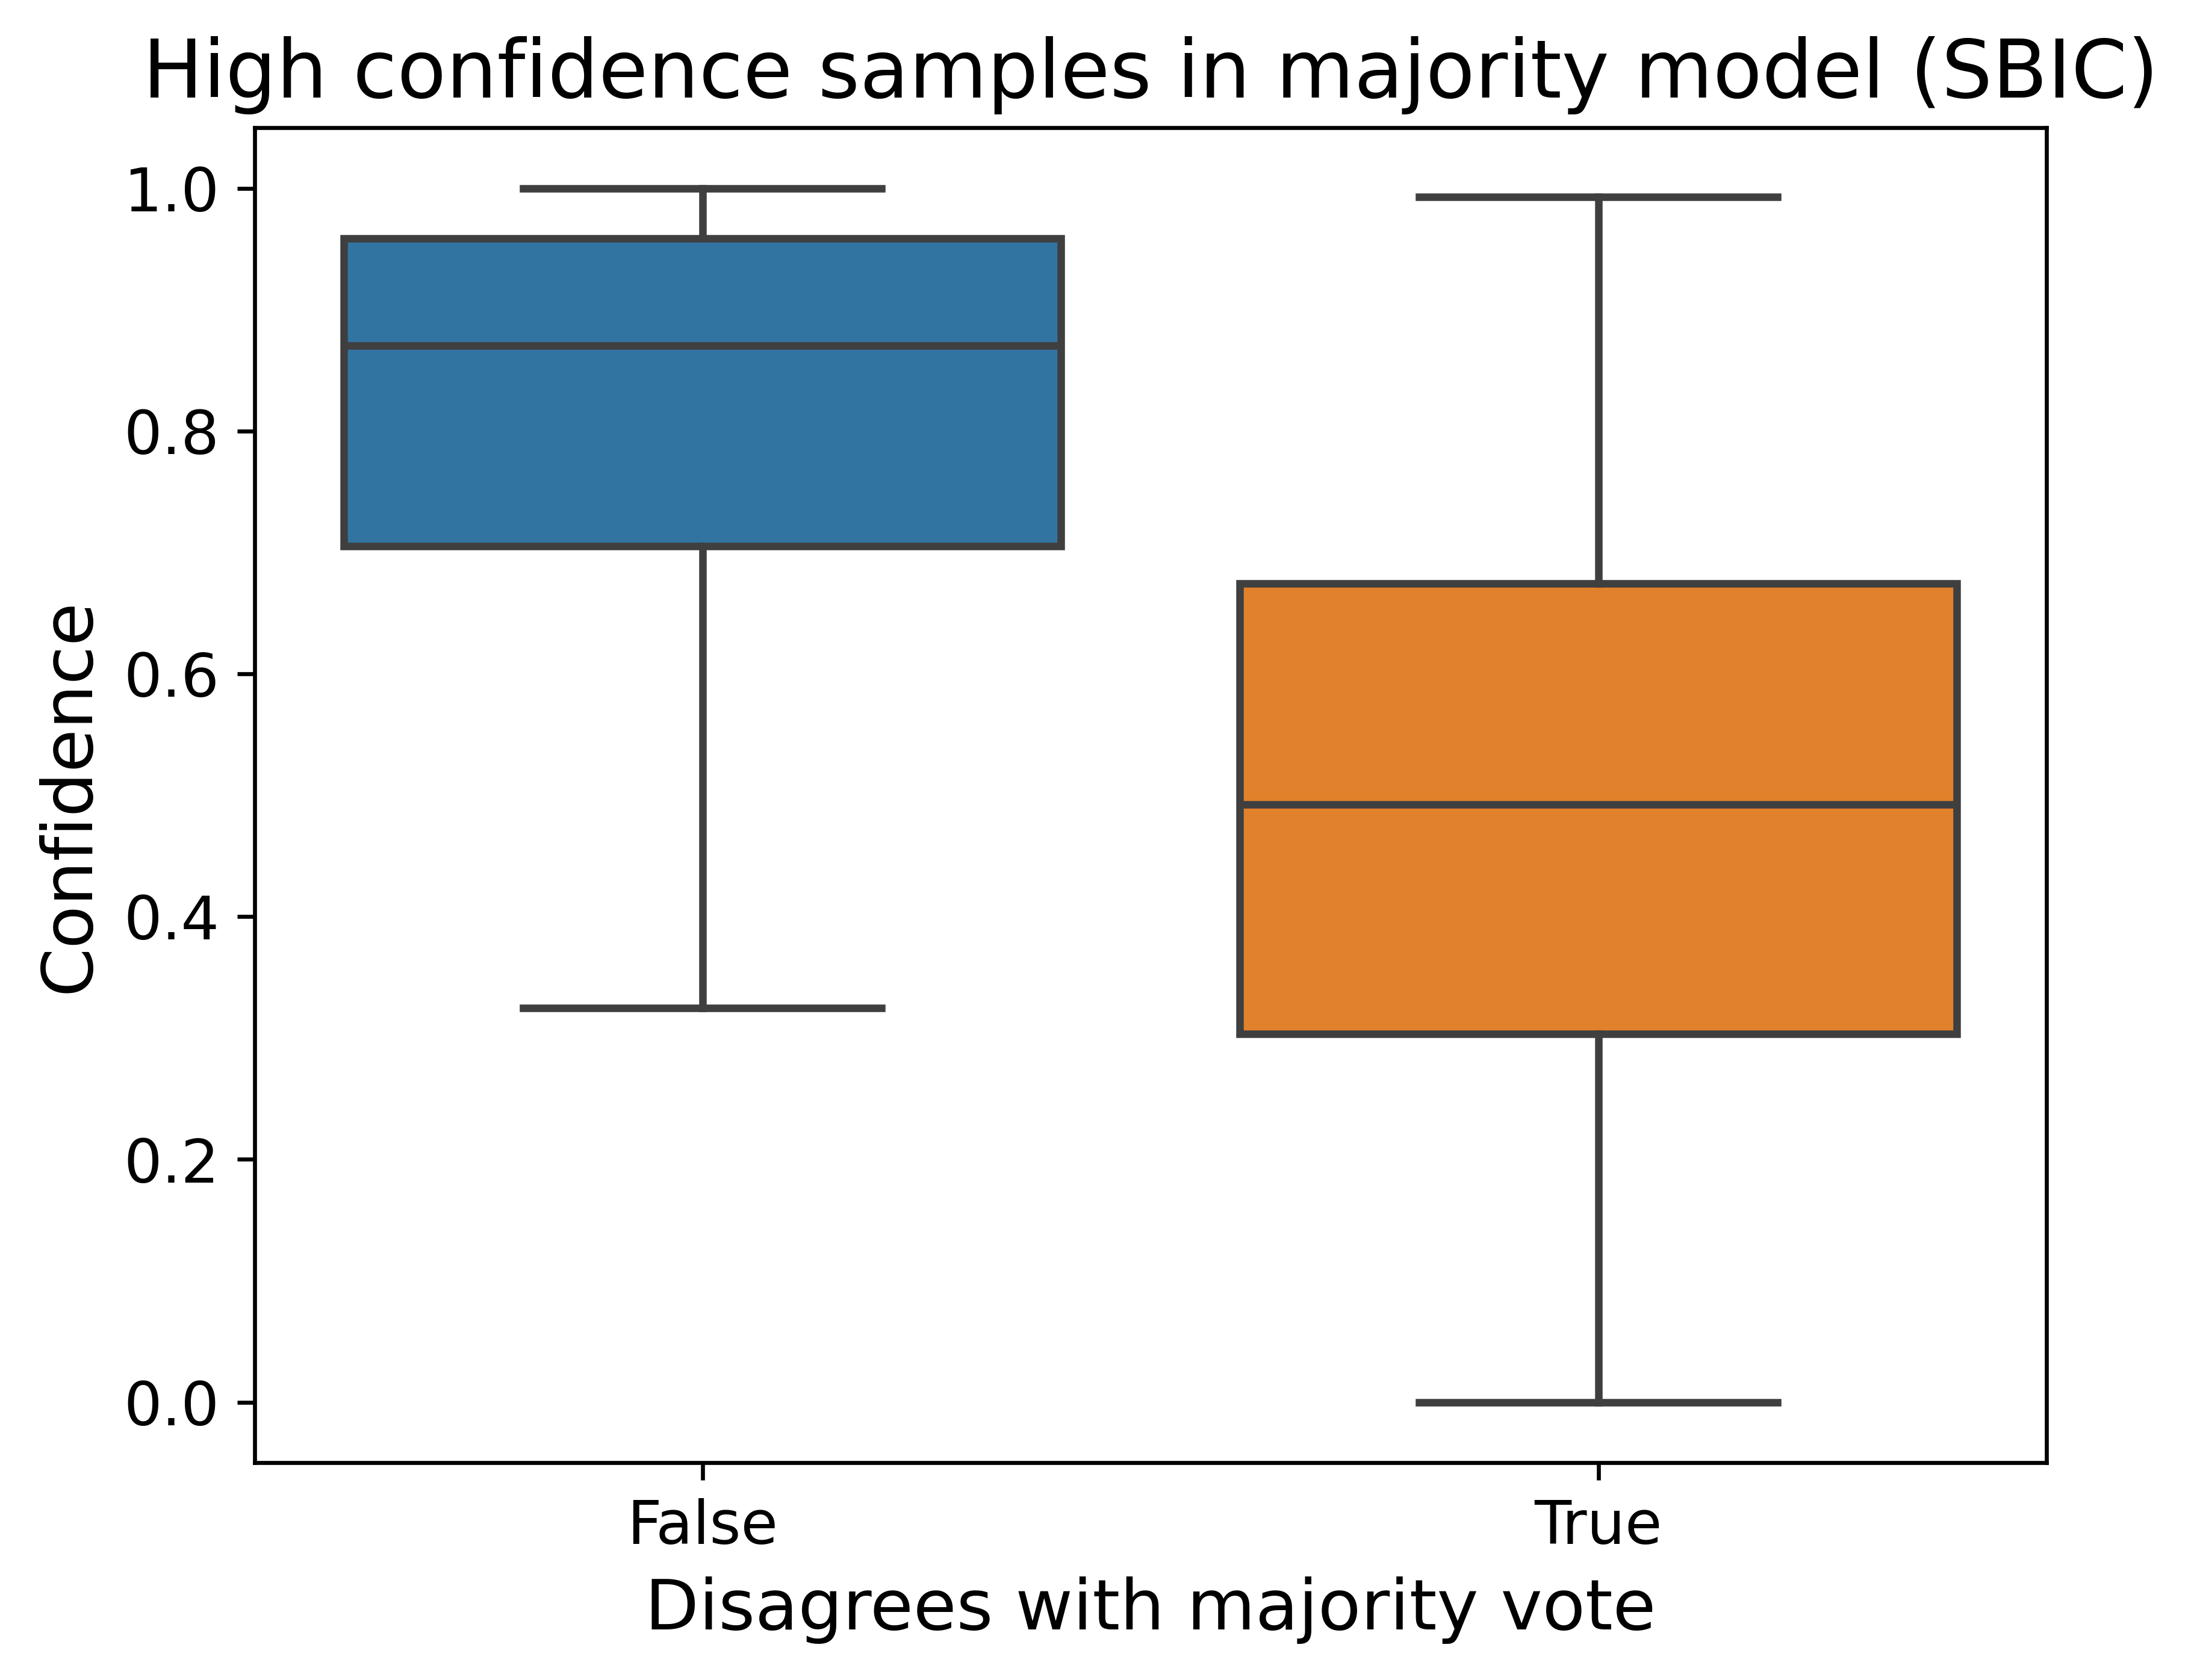 High confidence samples in majority model (SBIC)
Confidence
1.0
0.8
0.6
0.4
0.2
0.0
False True
Disagrees with majority vote